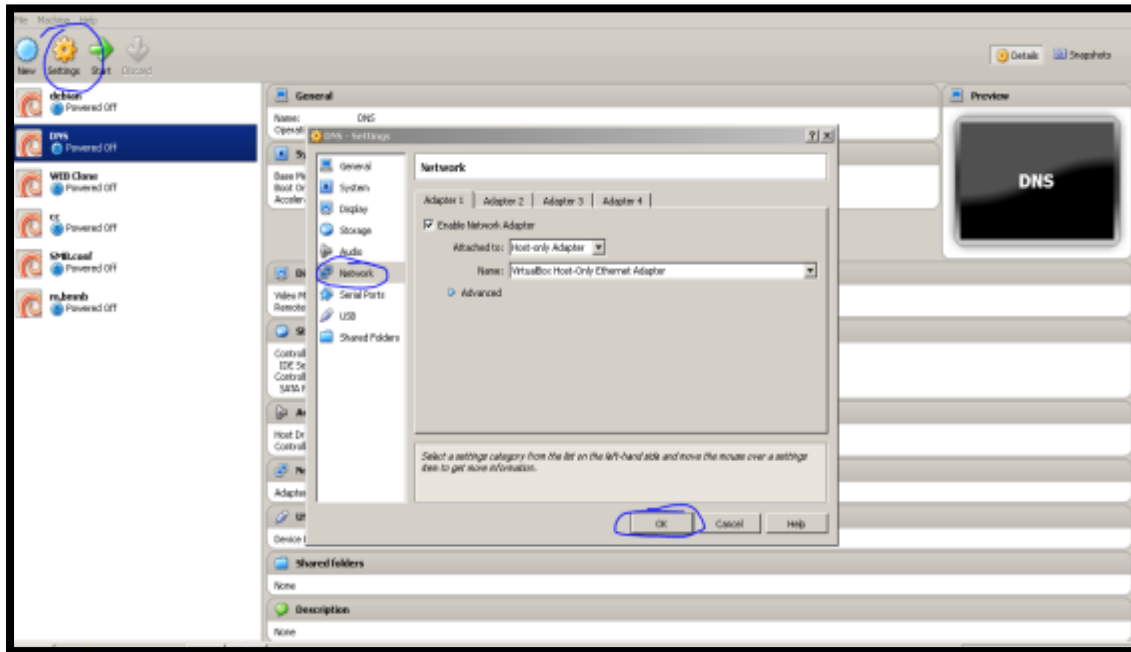 File Machine Help
New Settings Start Discard
Details Snapshots
debian
Powered Off
DNS
Powered Off
WEB Clone
Powered Off
cc
Powered Off
SMB.conf
Powered Off
Powered Off
General
Name: DNS
Preview
DNS
DNS - Settings
General
System
Display
Storage
Audio
Network
Serial Ports
USB
Shared Folders
Network
Adapter 1 Adapter 2 Adapter 3 Adapter 4
Enable Network Adapter
Attached to: Host-only Adapter
Name: VirtualBox Host-Only Ethernet Adapter
Advanced
Select a settings category from the list on the left-hand side and move the mouse over a settings
item to get more information.
OK Cancel Help
Shared folders
None
Description
None